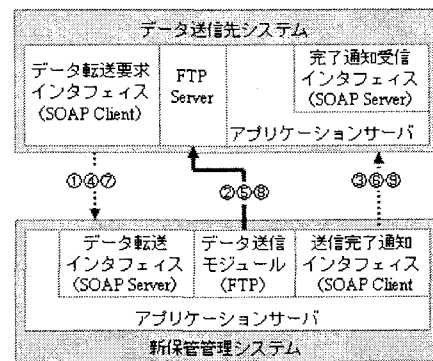 データ送信先システム
データ転送要求
インタフェィス
(SOAP Client)
FTP
Server
完了通知受信
インタフェィス
(SOAP Server)
アプリケーションサーバ
①④⑦
②⑤⑧
③⑥⑨
データ転送
インタフェィス
(SOAP Server)
データ送信
モジュール
(FTP)
送信完了通知
インタフェィス
(SOAP Client
アプリケーションサーバ
新保管管理システム